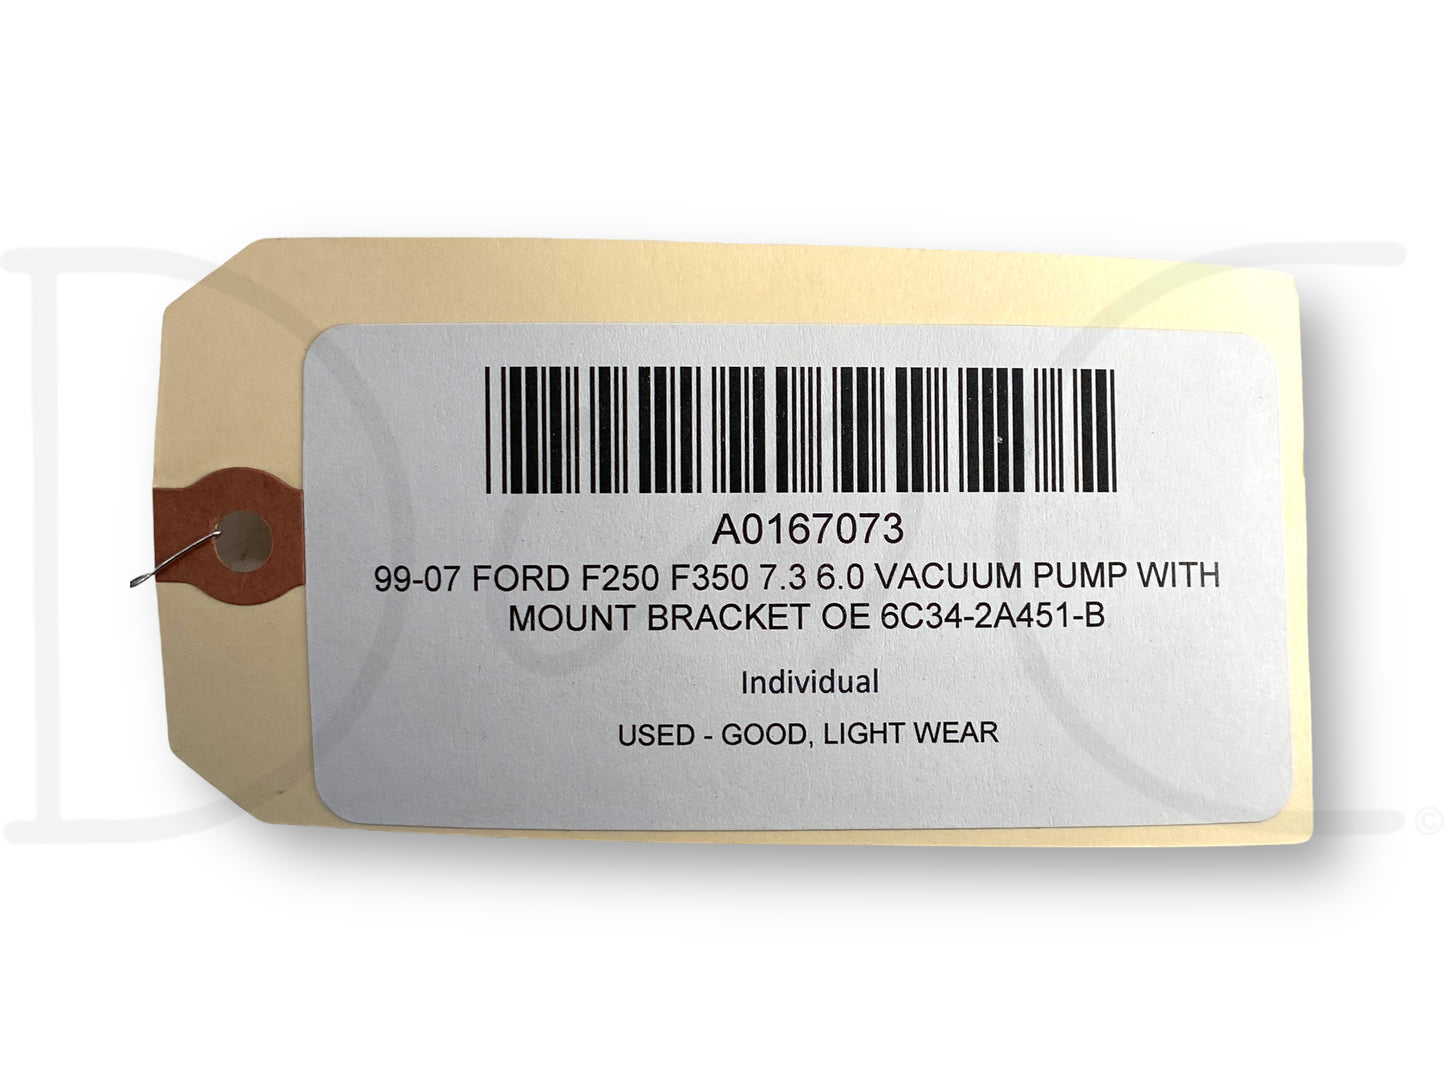 A0167073
99-07 FORD F250 F350 7.3 6.0 VACUUM PUMP WITH
MOUNT BRACKET OE 6C34-2A451-B
Individual
USED - GOOD, LIGHT WEAR
D C
©